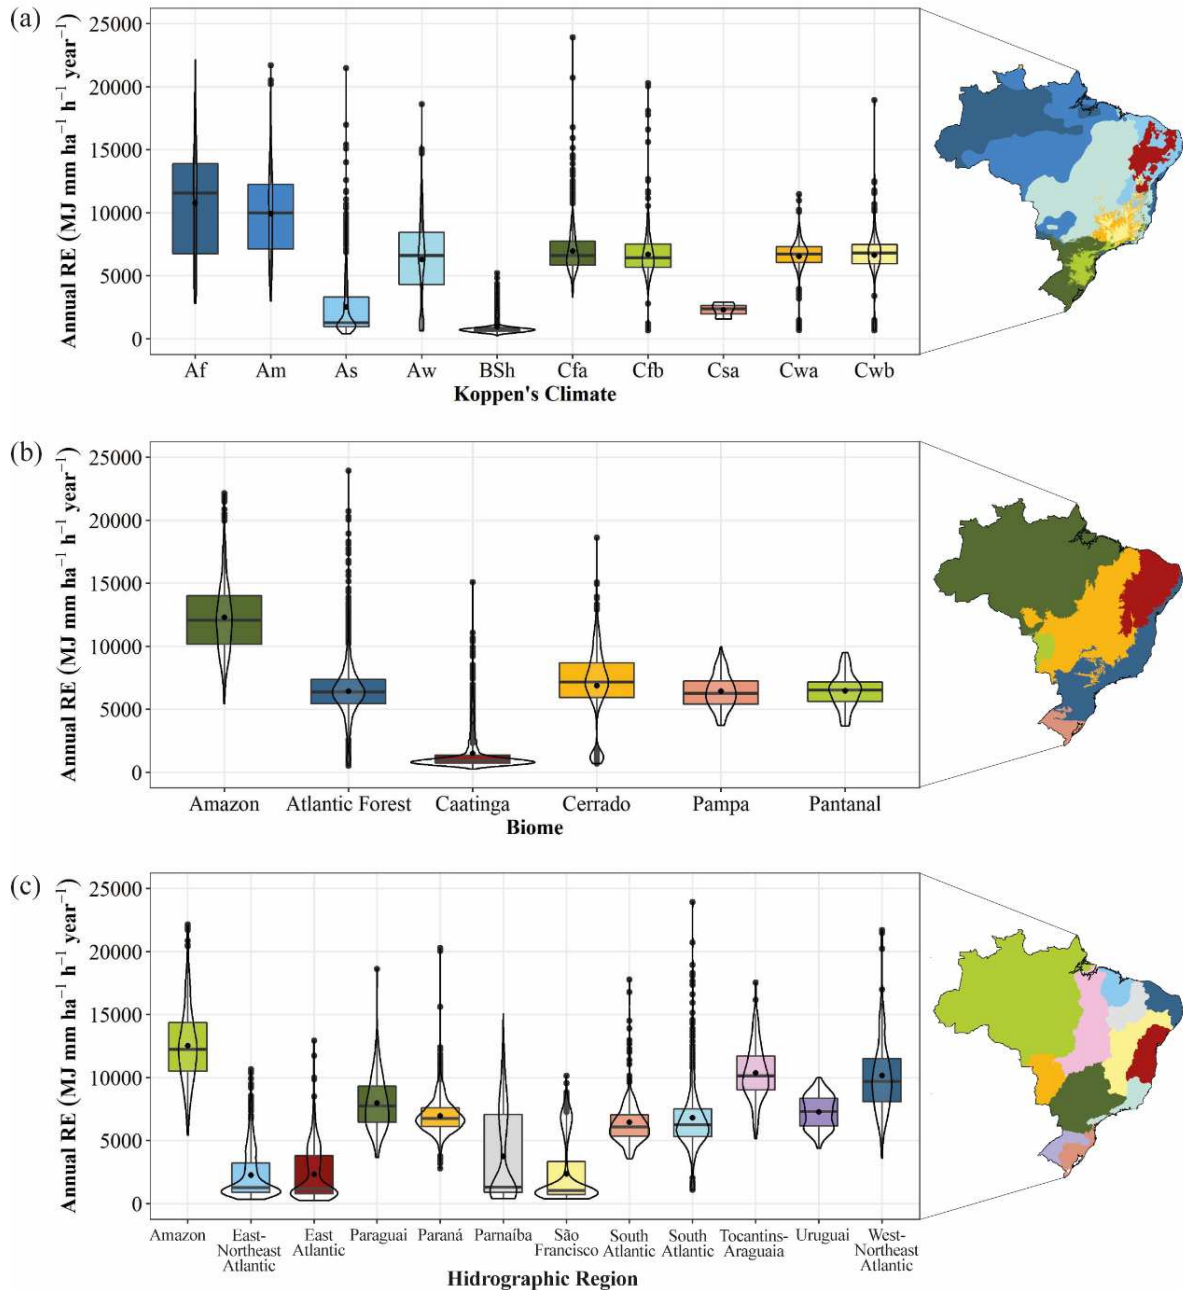 (a)
Annual RE (MJ mm ha⁻¹ h⁻¹ year⁻¹)
25000
20000
15000
10000
5000
0
Af Am As Aw BSh Cfa Cfb Csa Cwa Cwb
Koppen's Climate
(b)
Annual RE (MJ mm ha⁻¹ h⁻¹ year⁻¹)
25000
20000
15000
10000
5000
0
Amazon Atlantic Forest Caatinga Cerrado Pampa Pantanal
Biome
(c)
Annual RE (MJ mm ha⁻¹ h⁻¹ year⁻¹)
25000
20000
15000
10000
5000
0
Amazon East- East Paraguai Paraná Parnaíba São South South Tocantins- Uruguai West-
Northeast Atlantic Francisco Atlantic Atlantic Araguaia Northeast
Atlantic Atlantic
Hidrographic Region